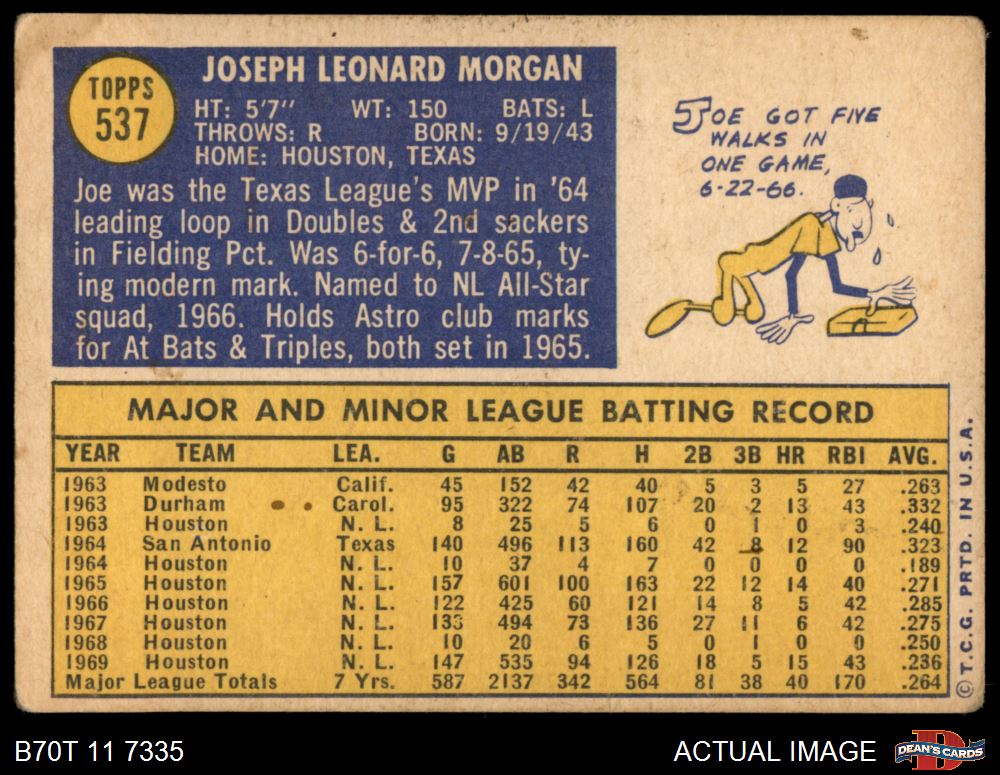 TOPPS
537
JOSEPH LEONARD MORGAN
HT: 5'7" WT: 150 BATS: L
THROWS: R BORN: 9/19/43
HOME: HOUSTON, TEXAS
Joe was the Texas League's MVP in '64
leading loop in Doubles & 2nd sackers
in Fielding Pct. Was 6-for-6, 7-8-65, ty-
ing modern mark. Named to NL All-Star
squad, 1966. Holds Astro club marks
for At Bats & Triples, both set in 1965.
JOE GOT FIVE
WALKS IN
ONE GAME,
6-22-66.
MAJOR AND MINOR LEAGUE BATTING RECORD
YEAR TEAM LEA. G AB R H 2B 3B HR RBI AVG.
1963 Modesto Calif. 45 152 42 40 5 3 5 27 .263
1963 Durham Carol. 95 322 74 107 20 2 13 43 .332
1963 Houston N. L. 8 25 5 6 0 1 0 3 .240
1964 San Antonio Texas 140 496 113 160 42 8 12 90 .323
1964 Houston N. L. 10 37 4 7 0 0 0 0 .189
1965 Houston N. L. 157 601 100 163 22 12 14 40 .271
1966 Houston N. L. 122 425 60 121 14 8 5 42 .285
1967 Houston N. L. 133 494 73 136 27 11 6 42 .275
1968 Houston N. L. 10 20 6 5 0 1 0 0 .250
1969 Houston N. L. 147 535 94 126 18 5 15 43 .236
Major League Totals 7 Yrs. 587 2137 342 564 81 38 40 170 .264
© T.C.G. PRTD. IN U.S.A.
B70T 11 7335
ACTUAL IMAGE
DEAN'S CARDS